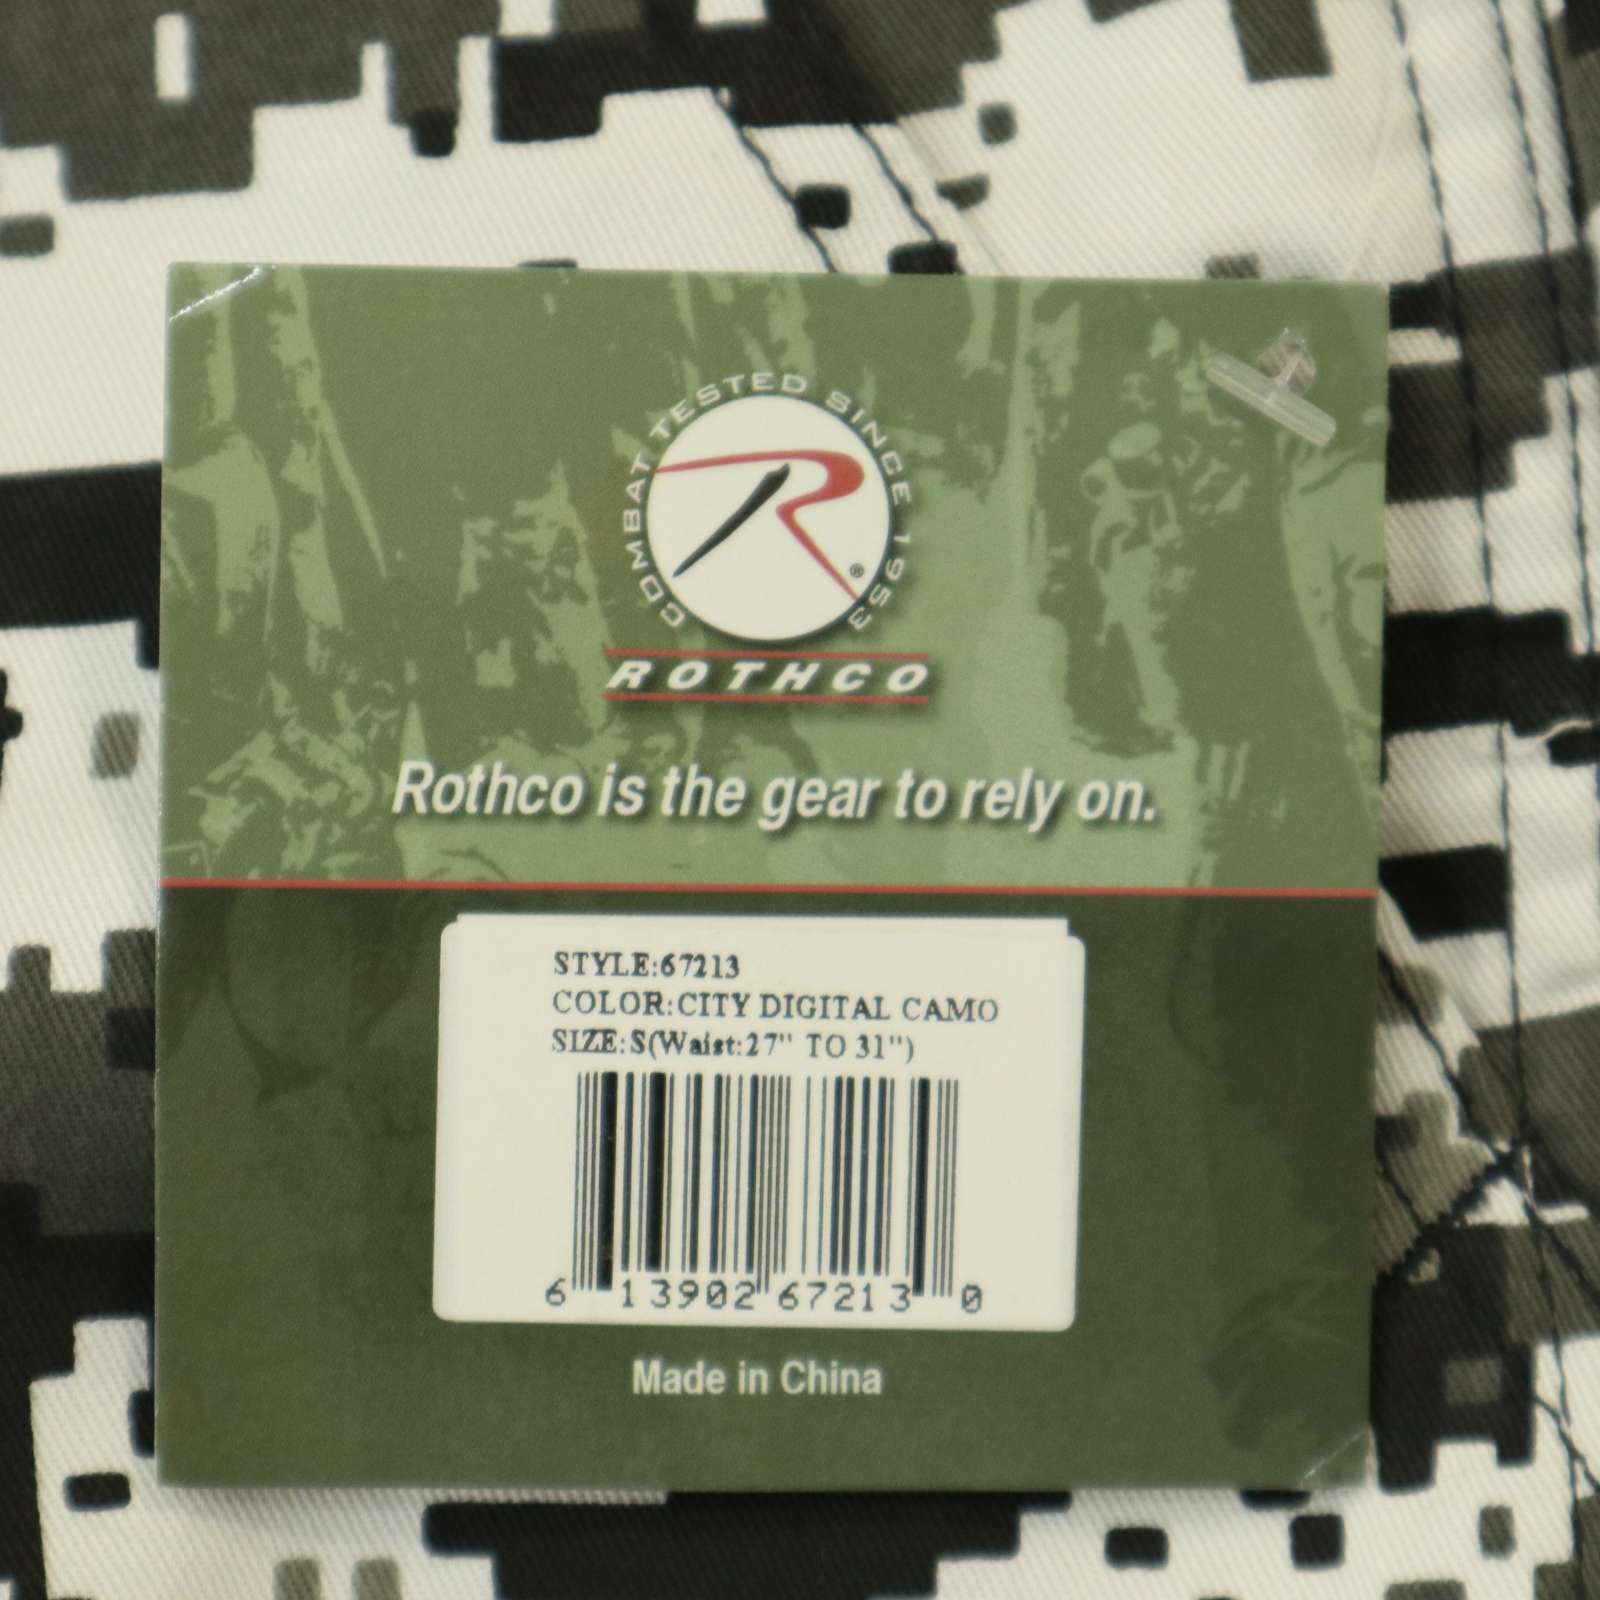 COMBAT TESTED SINCE 1953
R®
ROTHCO
Rothco is the gear to rely on.
STYLE:67213
COLOR:CITY DIGITAL CAMO
SIZE:S(Waist:27" TO 31")
6 13902 67213 0
Made in China